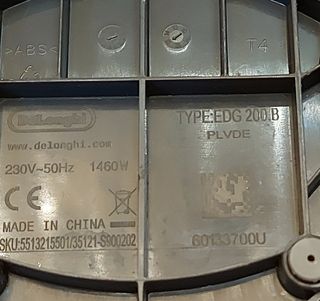 >ABS<
T4
DeLonghi
www.delonghi.com
230V~50Hz 1460W
CE
MADE IN CHINA
SKU:5513215501/35121-S900202
TYPE:EDG 200.B
PLVDE
60133700U